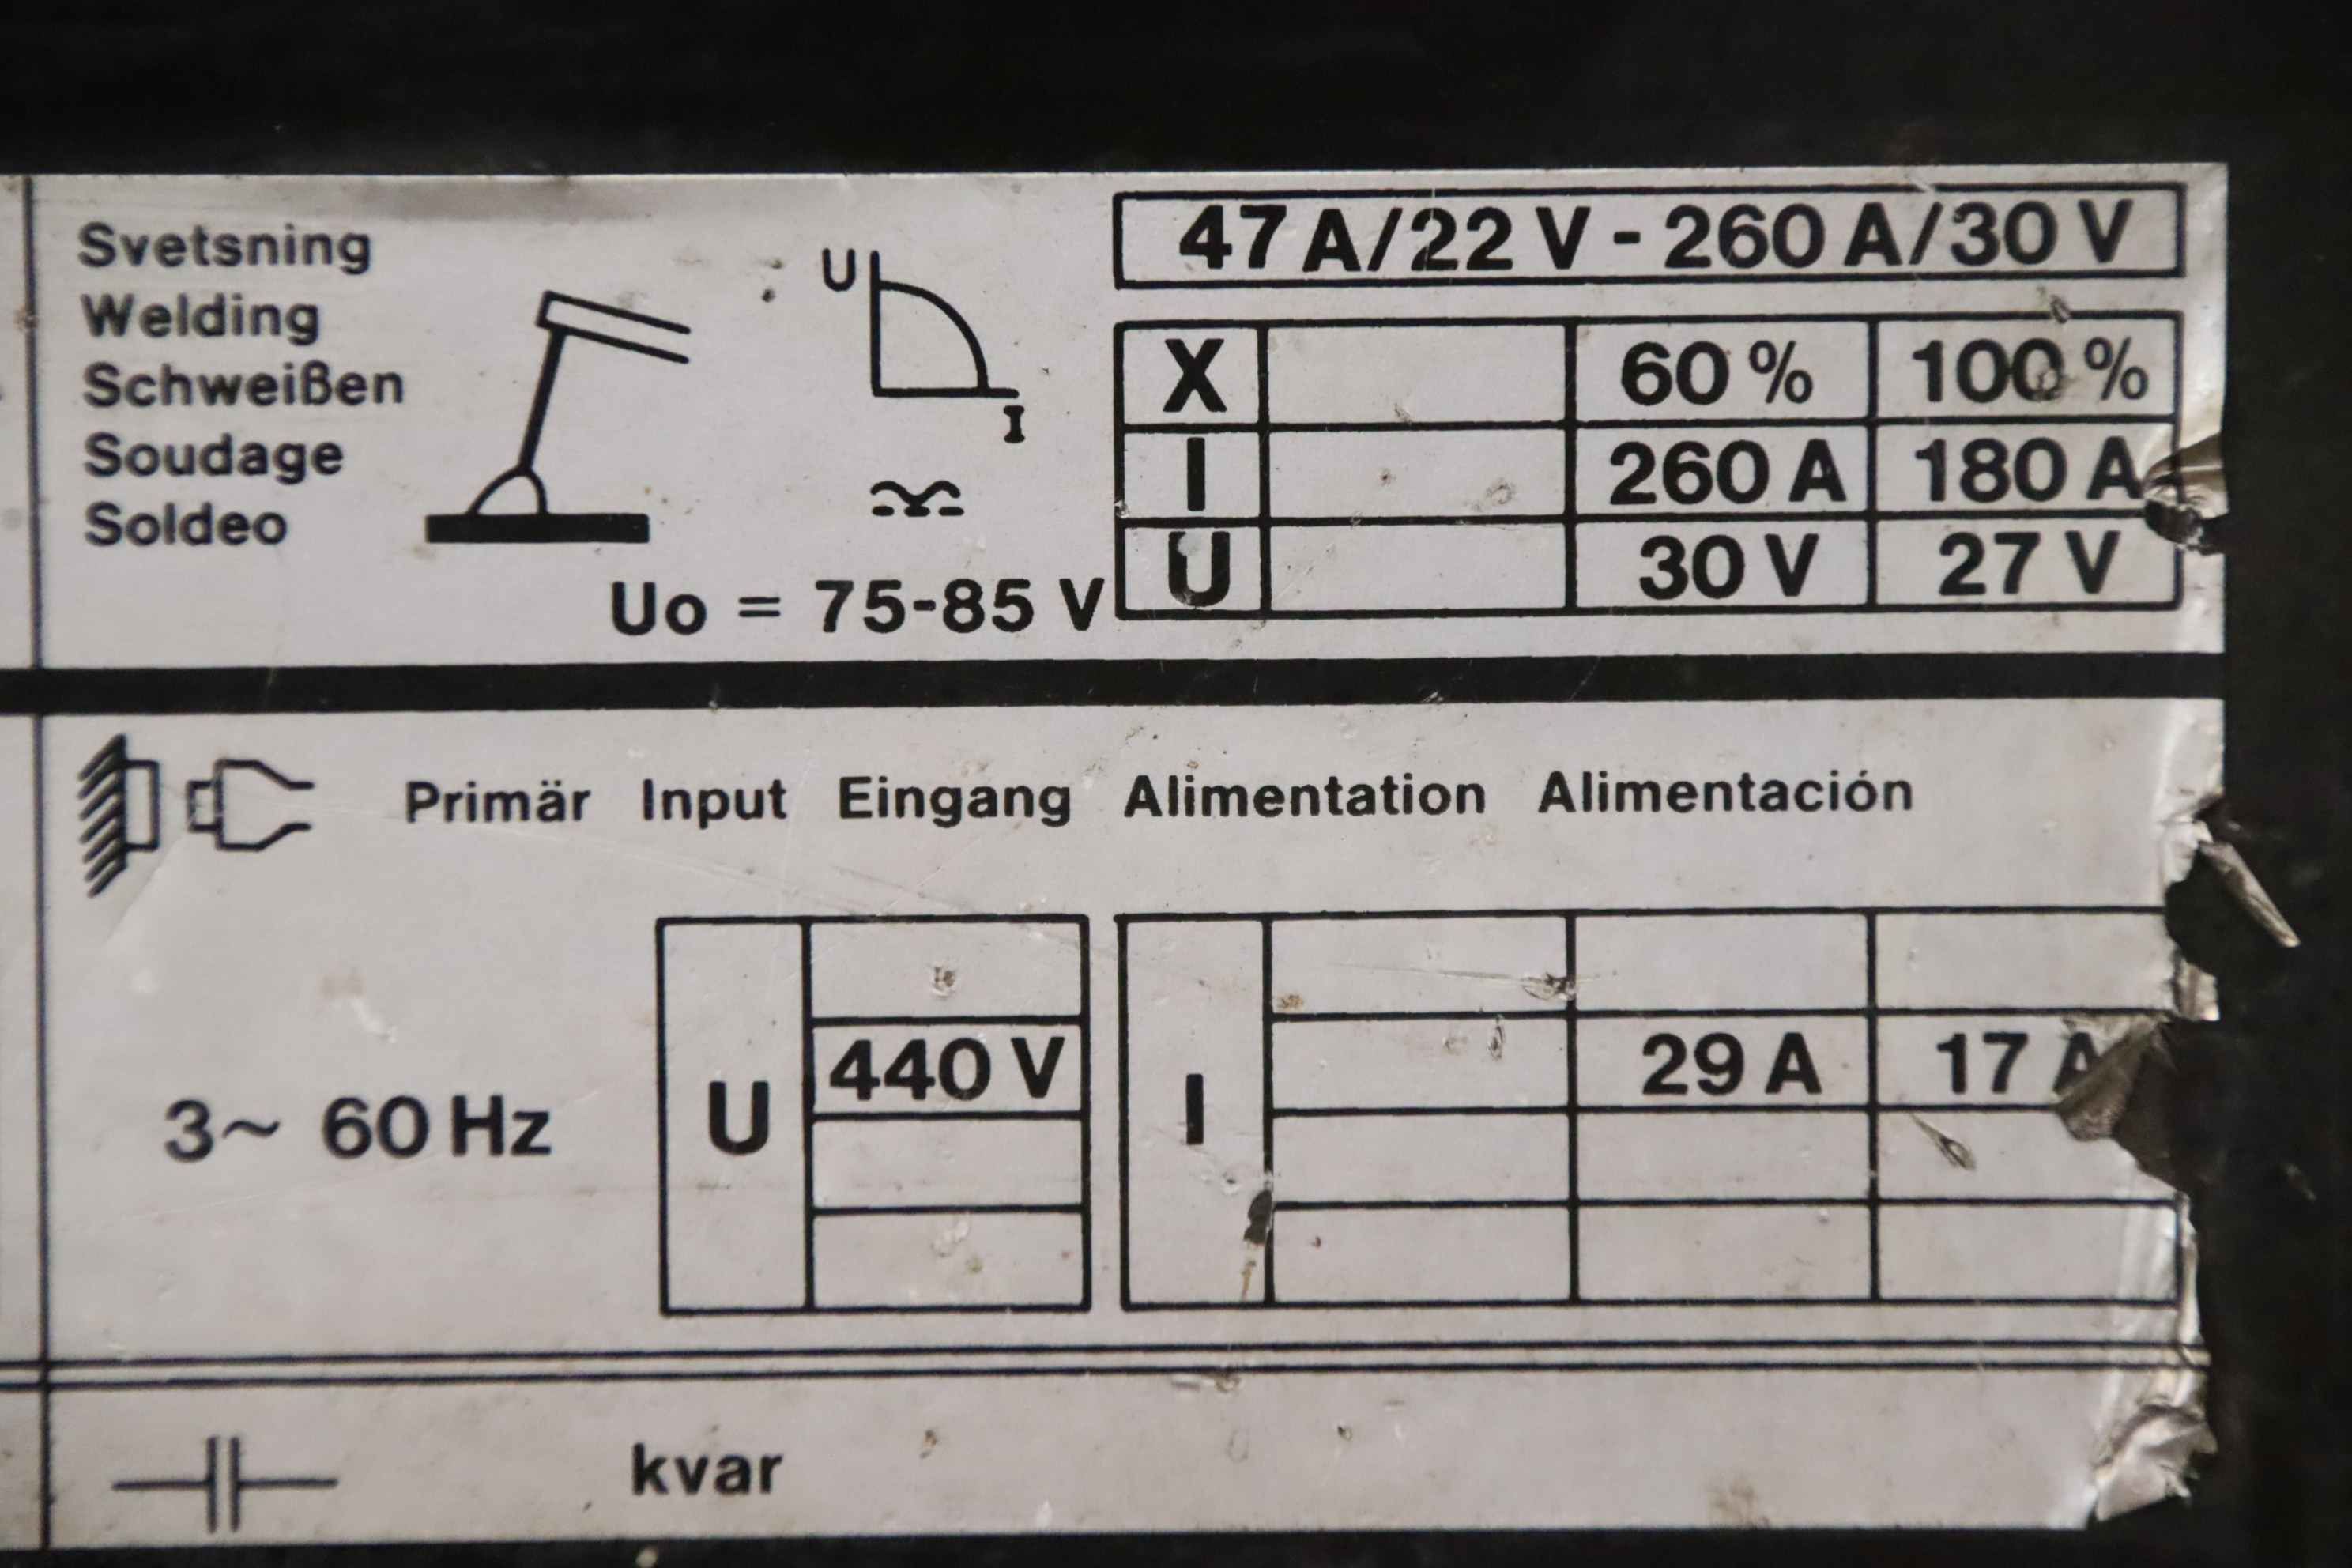 Svetsning
Welding
Schweißen
Soudage
Soldeo
U
I
Uo = 75-85 V
47 A/22 V - 260 A/30 V
X 60 % 100 %
I 260 A 180 A
U 30 V 27 V
Primär Input Eingang Alimentation Alimentación
3~ 60 Hz
U 440 V
I 29 A 17 A
kvar